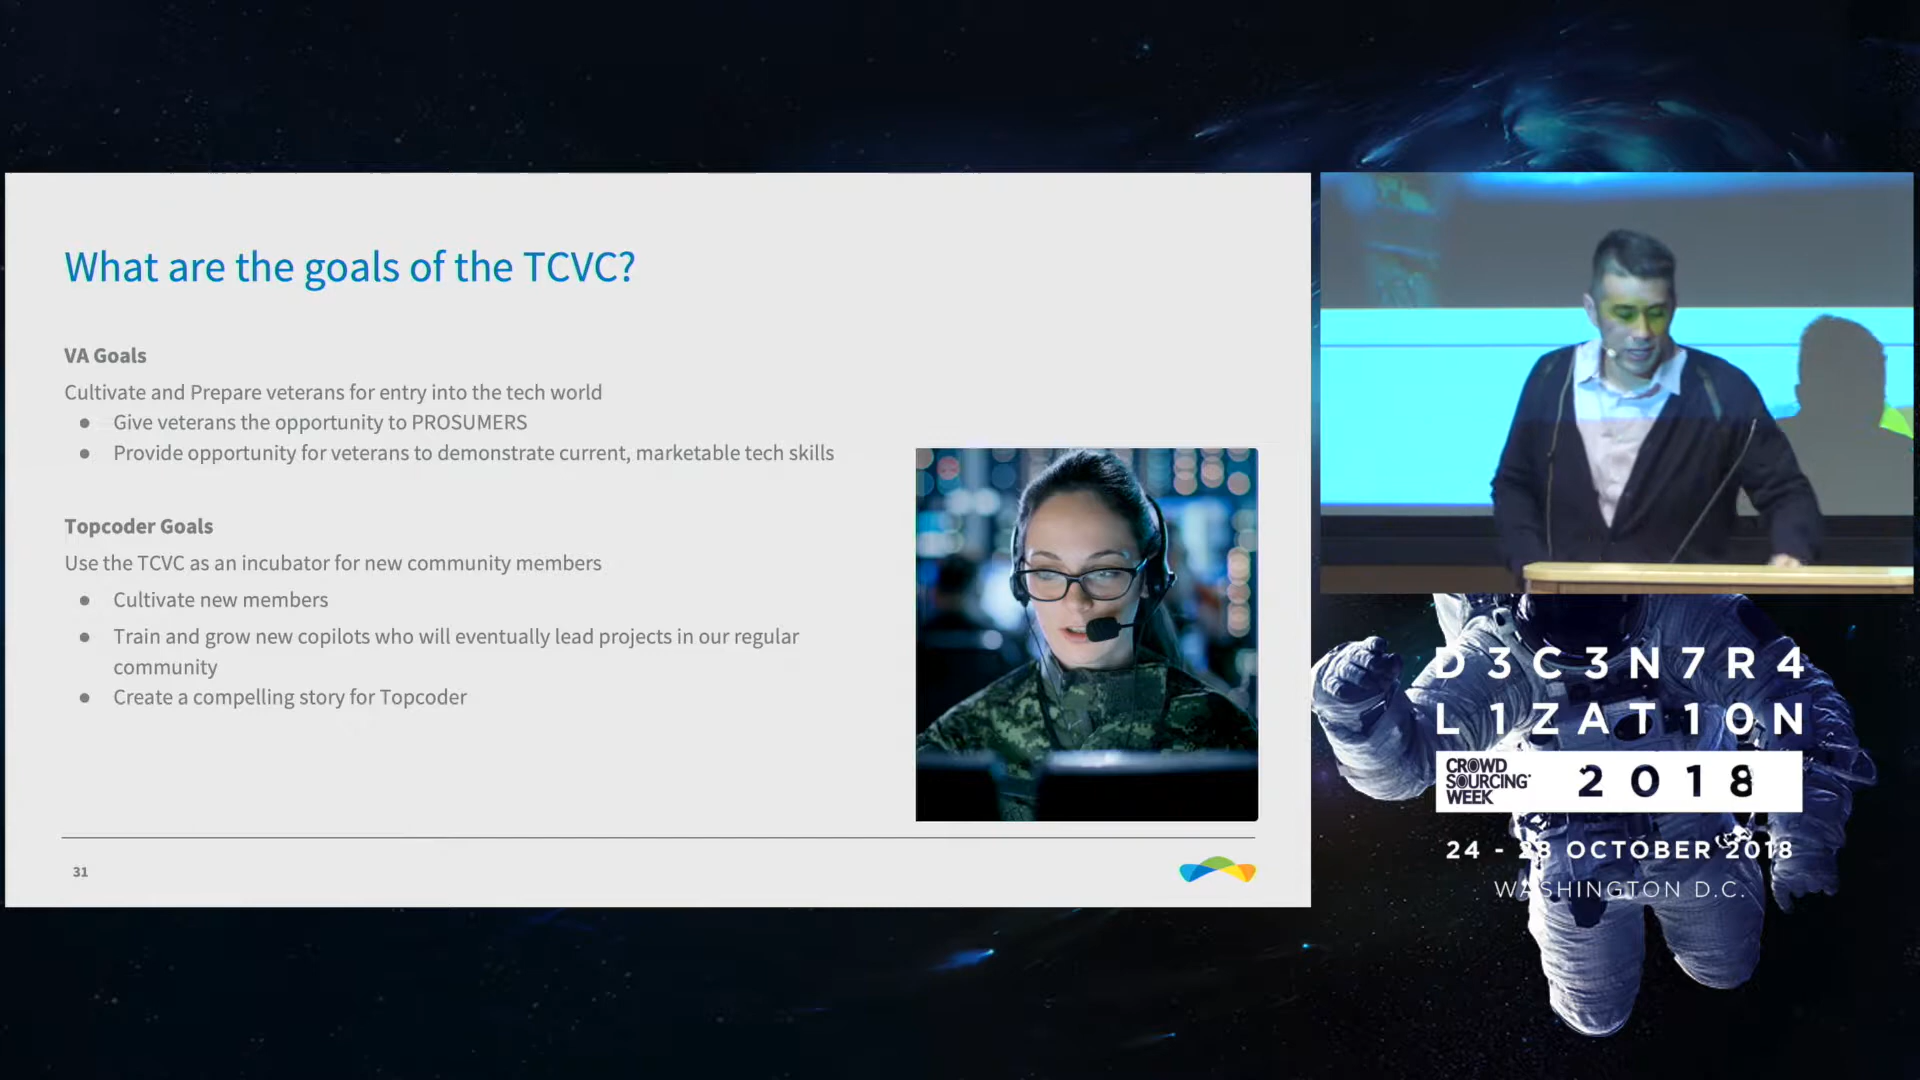 What are the goals of the TCVC?
VA Goals
Cultivate and Prepare veterans for entry into the tech world
● Give veterans the opportunity to PROSUMERS
● Provide opportunity for veterans to demonstrate current, marketable tech skills
Topcoder Goals
Use the TCVC as an incubator for new community members
● Cultivate new members
● Train and grow new copilots who will eventually lead projects in our regular
community
● Create a compelling story for Topcoder
31
D3C3N7R4
L1ZAT10N
CROWD
SOURCING
WEEK
2018
24 - 28 OCTOBER 2018
WASHINGTON D.C.